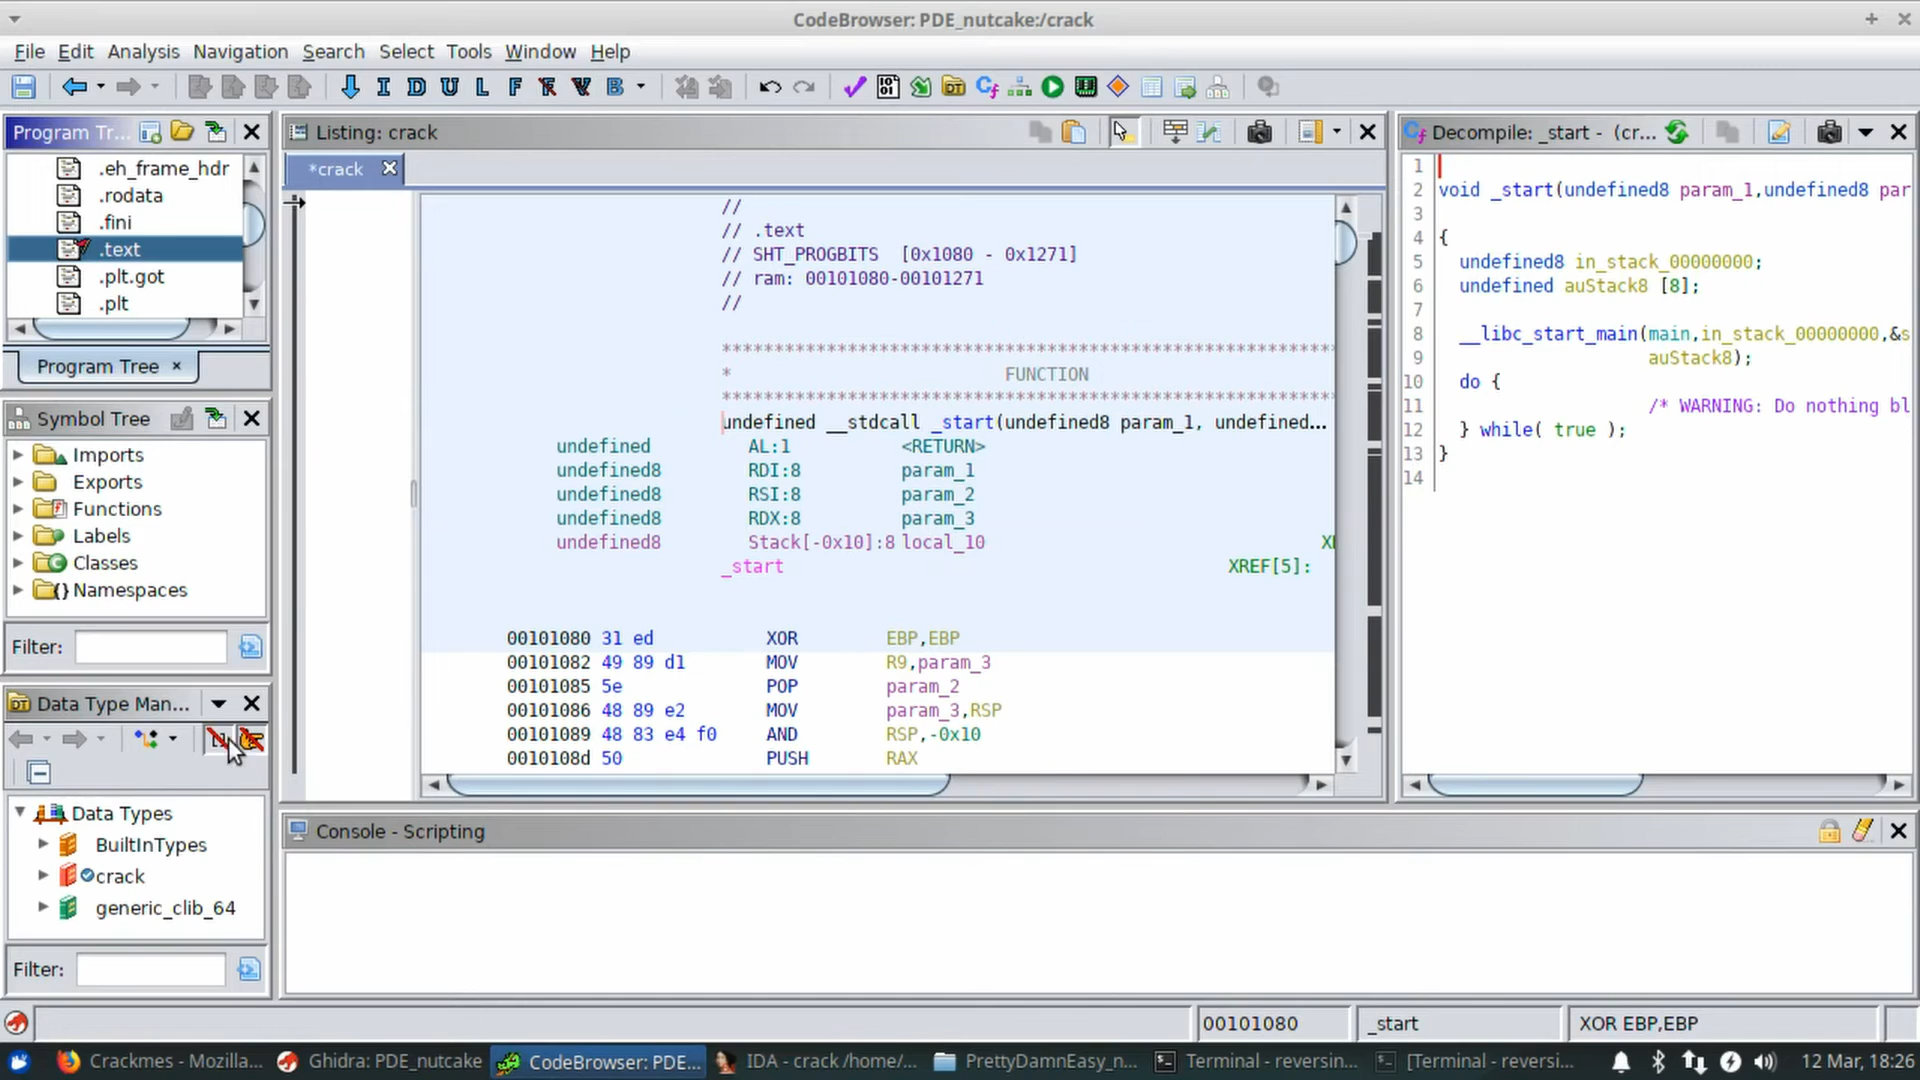 CodeBrowser: PDE_nutcake:/crack
File Edit Analysis Navigation Search Select Tools Window Help
I D U L F F V B
Program Tr...
.eh_frame_hdr
.rodata
.fini
.text
.plt.got
.plt
Program Tree ×
Symbol Tree
Imports
Exports
Functions
Labels
Classes
Namespaces
Filter:
Data Type Man...
Data Types
BuiltInTypes
crack
generic_clib_64
Filter:
Listing: crack
*crack
//
// .text
// SHT_PROGBITS [0x1080 - 0x1271]
// ram: 00101080-00101271
//
************************************************************
* FUNCTION
************************************************************
undefined __stdcall _start(undefined8 param_1, undefined...
undefined AL:1 <RETURN>
undefined8 RDI:8 param_1
undefined8 RSI:8 param_2
undefined8 RDX:8 param_3
undefined8 Stack[-0x10]:8 local_10
_start XREF[5]:
00101080 31 ed XOR EBP,EBP
00101082 49 89 d1 MOV R9,param_3
00101085 5e POP param_2
00101086 48 89 e2 MOV param_3,RSP
00101089 48 83 e4 f0 AND RSP,-0x10
0010108d 50 PUSH RAX
Decompile: _start - (cr...
1
2 void _start(undefined8 param_1,undefined8 par
3
4 {
5 undefined8 in_stack_00000000;
6 undefined auStack8 [8];
7
8 __libc_start_main(main,in_stack_00000000,&s
9 auStack8);
10 do {
11 /* WARNING: Do nothing bl
12 } while( true );
13 }
14
Console - Scripting
00101080 _start XOR EBP,EBP
Crackmes - Mozilla... Ghidra: PDE_nutcake CodeBrowser: PDE... IDA - crack /home/... PrettyDamnEasy_n... Terminal - reversin... [Terminal - reversi... 12 Mar, 18:26